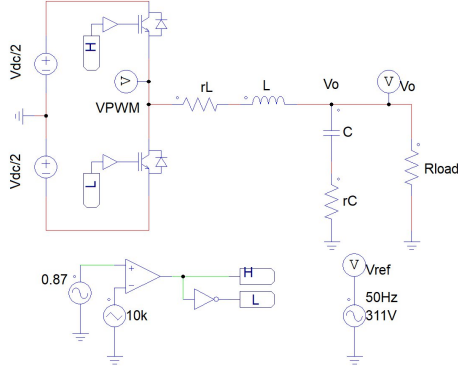 Vdc/2
H
V
VPWM
rL
L
Vo
V
Vo
C
rC
Rload
Vdc/2
L
0.87
+
−
10k
H
L
V
Vref
50Hz
311V